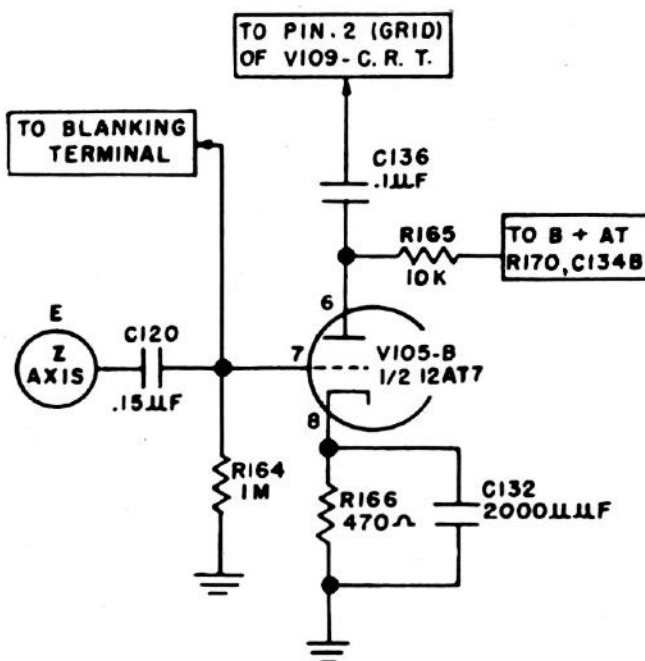 TO PIN. 2 (GRID)
OF V109-C.R.T.
TO BLANKING
TERMINAL
C136
.1µF
R165
10K
TO B + AT
R170, C134B
6
E
Z
AXIS
C120
.15µF
7
V105-B
1/2 12AT7
8
R164
1M
R166
470Ω
C132
2000µµF